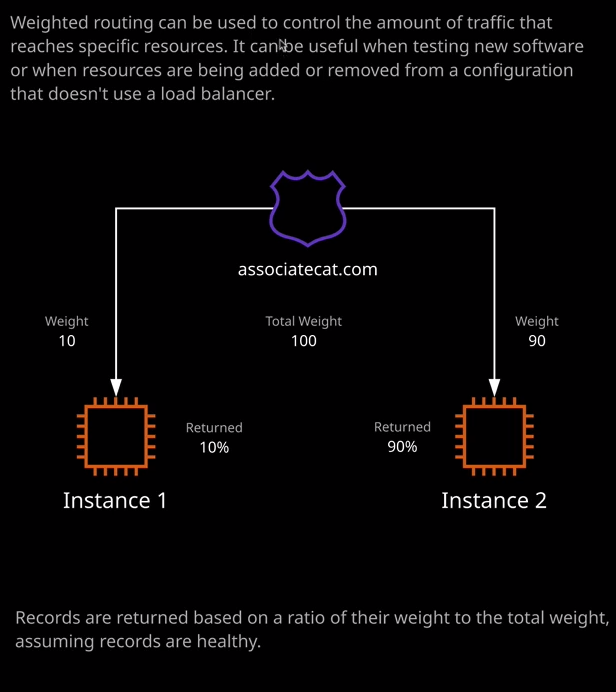 Weighted routing can be used to control the amount of traffic that
reaches specific resources. It can be useful when testing new software
or when resources are being added or removed from a configuration
that doesn't use a load balancer.
associatecat.com
Weight
10
Total Weight
100
Weight
90
Returned
10%
Returned
90%
Instance 1
Instance 2
Records are returned based on a ratio of their weight to the total weight,
assuming records are healthy.